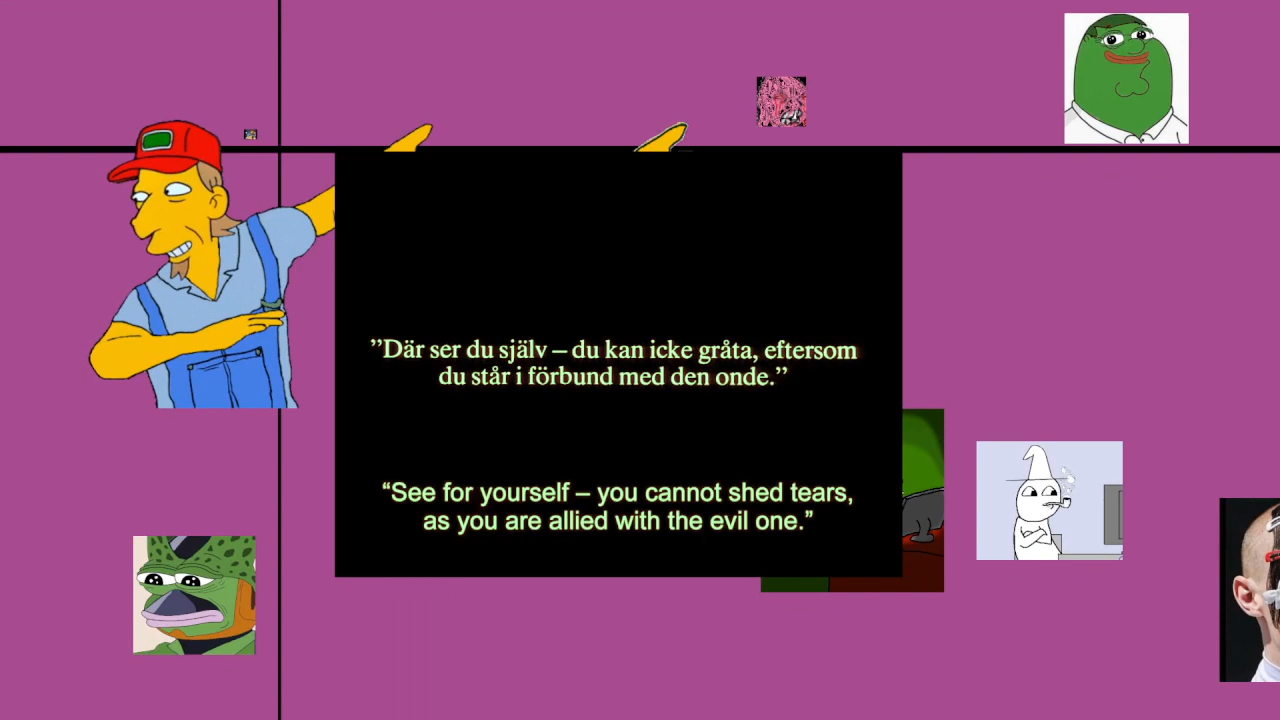 ”Där ser du själv – du kan icke gråta, eftersom
du står i förbund med den onde.”
“See for yourself – you cannot shed tears,
as you are allied with the evil one.”